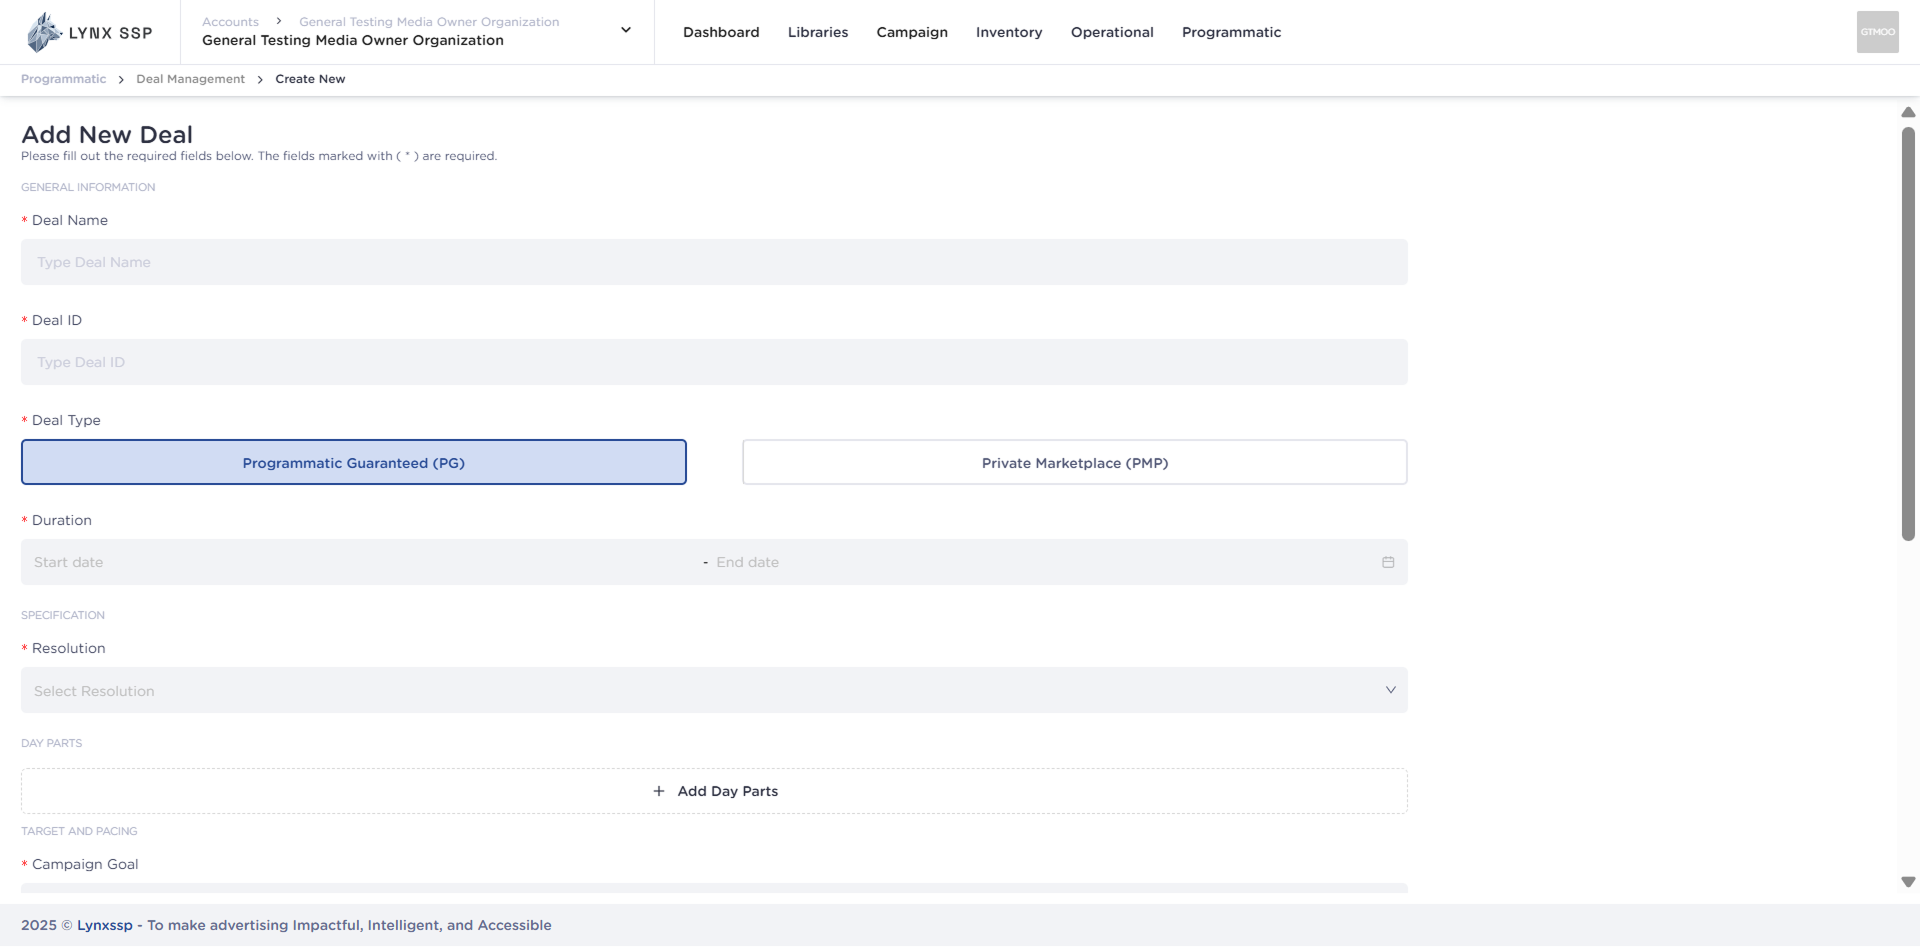 LYNX SSP
Accounts > General Testing Media Owner Organization
General Testing Media Owner Organization
Dashboard Libraries Campaign Inventory Operational Programmatic
GTMOO
Programmatic > Deal Management > Create New
Add New Deal
Please fill out the required fields below. The fields marked with ( * ) are required.
GENERAL INFORMATION
* Deal Name
Type Deal Name
* Deal ID
Type Deal ID
* Deal Type
Programmatic Guaranteed (PG) Private Marketplace (PMP)
* Duration
Start date - End date
SPECIFICATION
* Resolution
Select Resolution
DAY PARTS
+ Add Day Parts
TARGET AND PACING
* Campaign Goal
2025 © Lynxssp - To make advertising Impactful, Intelligent, and Accessible